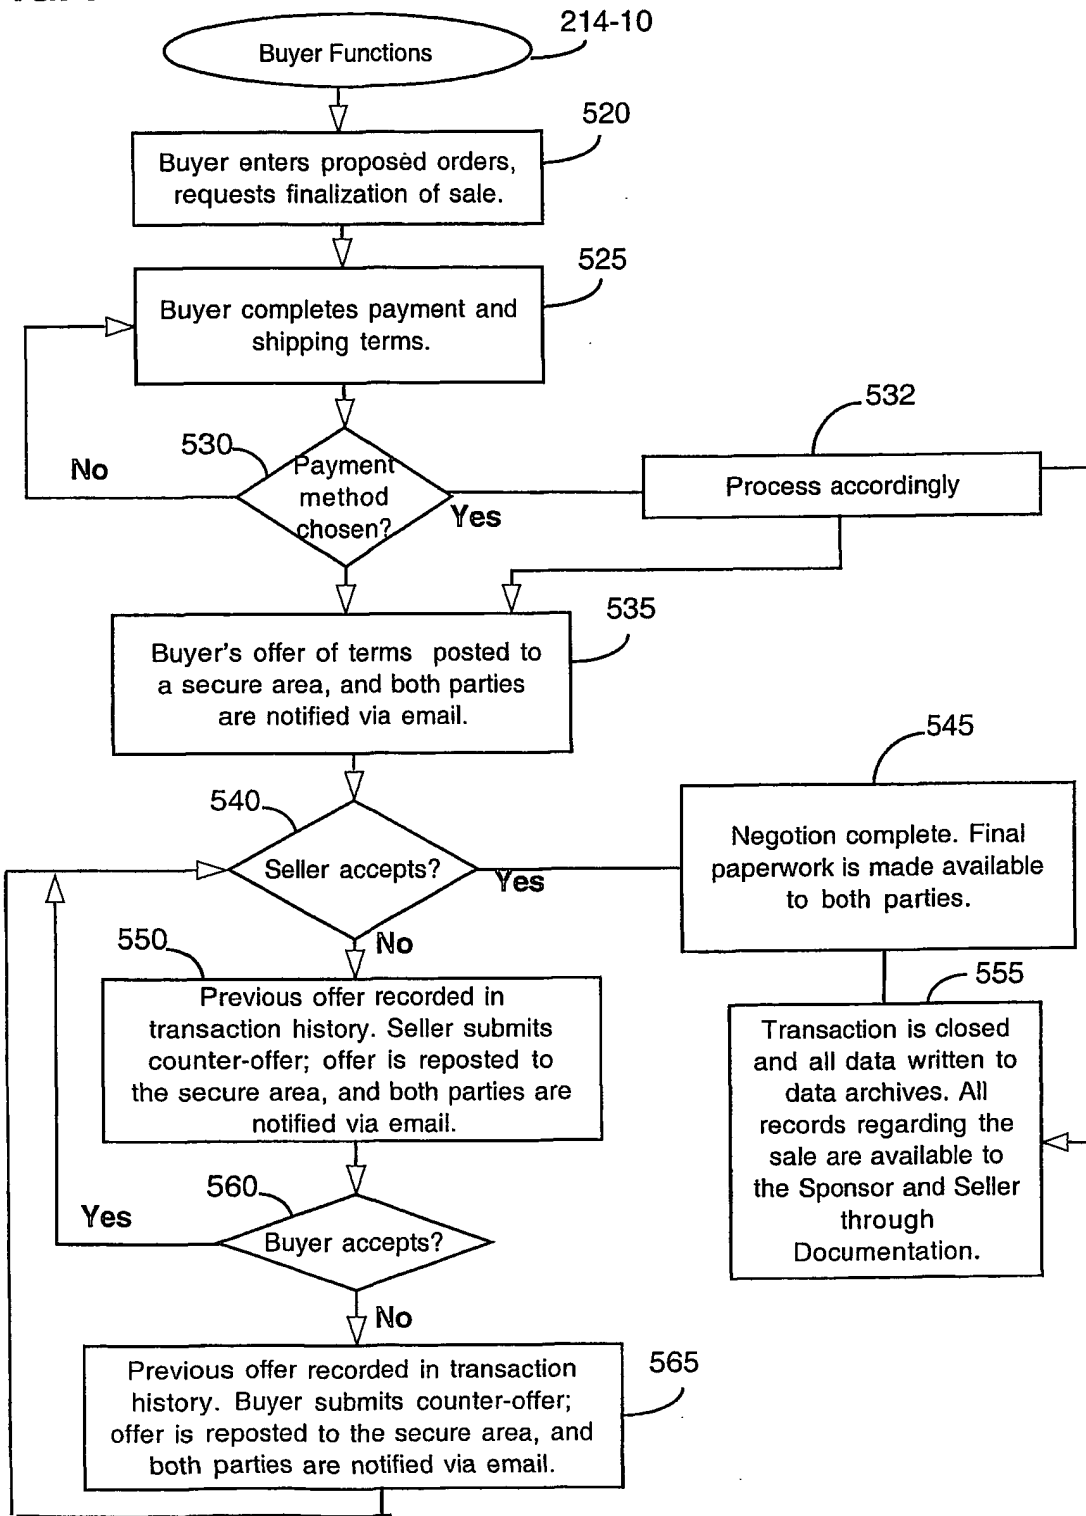 Buyer Functions
214-10
520
Buyer enters proposed orders,
requests finalization of sale.
525
Buyer completes payment and
shipping terms.
532
530
No
Payment
method
chosen?
Yes
Process accordingly
535
Buyer's offer of terms posted to
a secure area, and both parties
are notified via email.
545
540
Seller accepts?
Yes
Negotion complete. Final
paperwork is made available
to both parties.
No
550
Previous offer recorded in
transaction history. Seller submits
counter-offer; offer is reposted to
the secure area, and both parties are
notified via email.
555
Transaction is closed
and all data written to
data archives. All
records regarding the
sale are available to
the Sponsor and Seller
through
Documentation.
560
Yes
Buyer accepts?
No
565
Previous offer recorded in transaction
history. Buyer submits counter-offer;
offer is reposted to the secure area, and
both parties are notified via email.